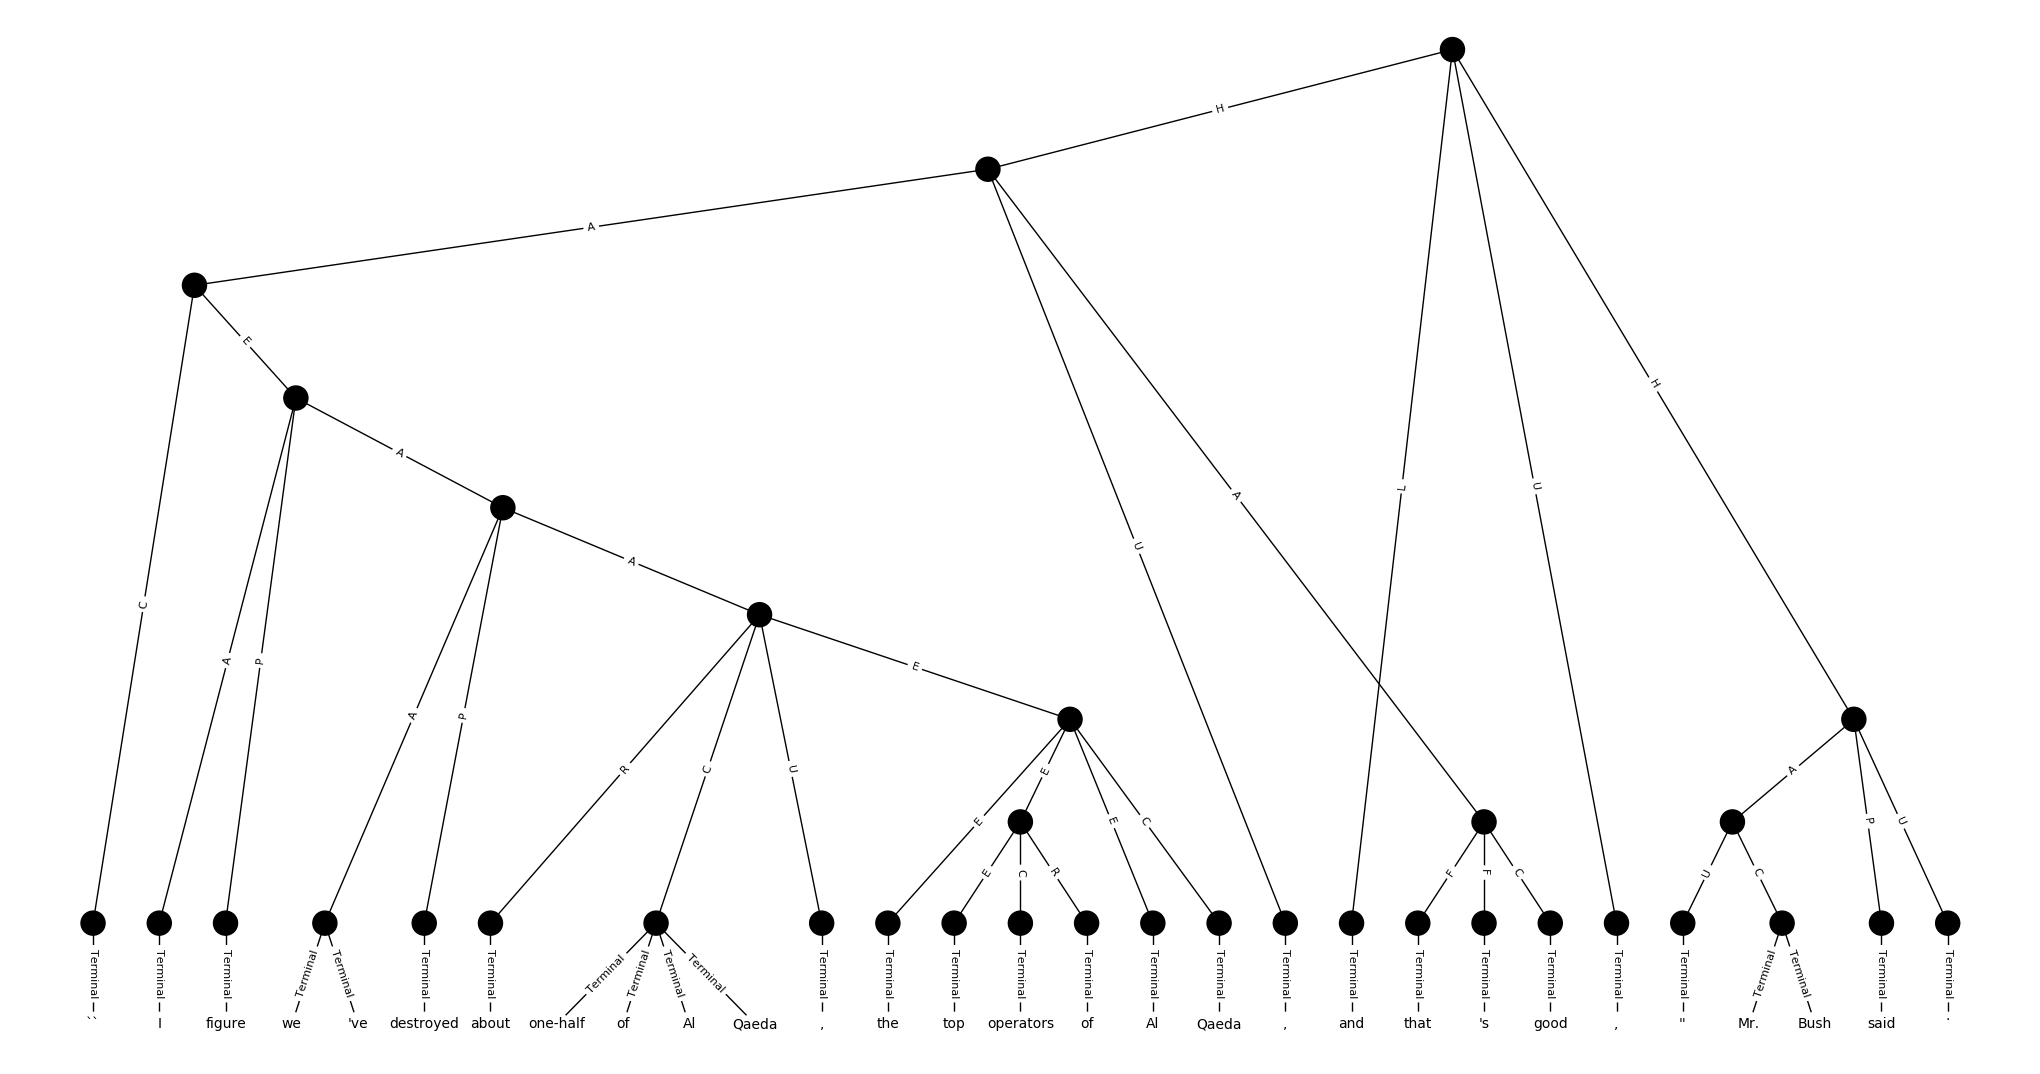 H
A
E
A
L
U
H
A
U
A
C
A
P
A
P
E
R
C
U
E
E
E
C
E
C
R
F
F
C
A
P
U
U
C
Terminal Terminal Terminal Terminal Terminal Terminal Terminal Terminal Terminal Terminal Terminal Terminal Terminal Terminal Terminal Terminal Terminal Terminal Terminal Terminal Terminal Terminal Terminal Terminal Terminal Terminal Terminal Terminal Terminal
`` I figure we 've destroyed about one-half of Al Qaeda , the top operators of Al Qaeda , and that 's good , " Mr. Bush said .